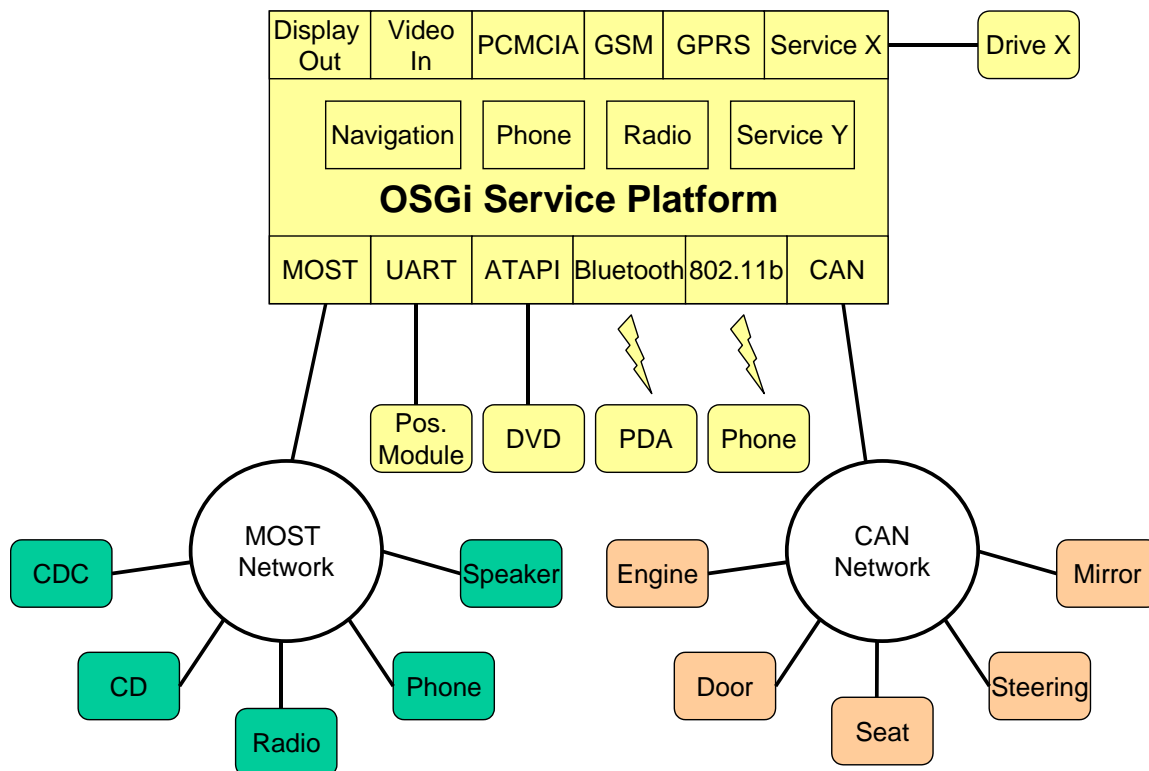 Display Out
Video In
PCMCIA
GSM
GPRS
Service X
Drive X
Navigation
Phone
Radio
Service Y
OSGi Service Platform
MOST
UART
ATAPI
Bluetooth
802.11b
CAN
Pos.
Module
DVD
PDA
Phone
MOST
Network
CAN
Network
CDC
Speaker
Engine
Mirror
CD
Phone
Door
Steering
Radio
Seat